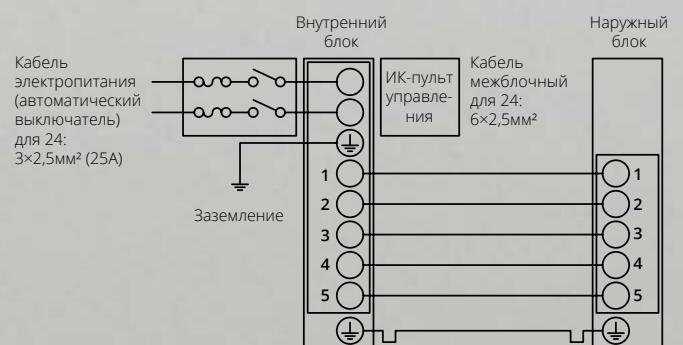 Внутренний
блок
Наружный
блок
Кабель
электропитания
(автоматический
выключатель)
для 24:
3×2,5мм² (25А)
ИК-пульт
управле-
ния
Кабель
межблочный
для 24:
6×2,5мм²
Заземление
1
2
3
4
5
1
2
3
4
5